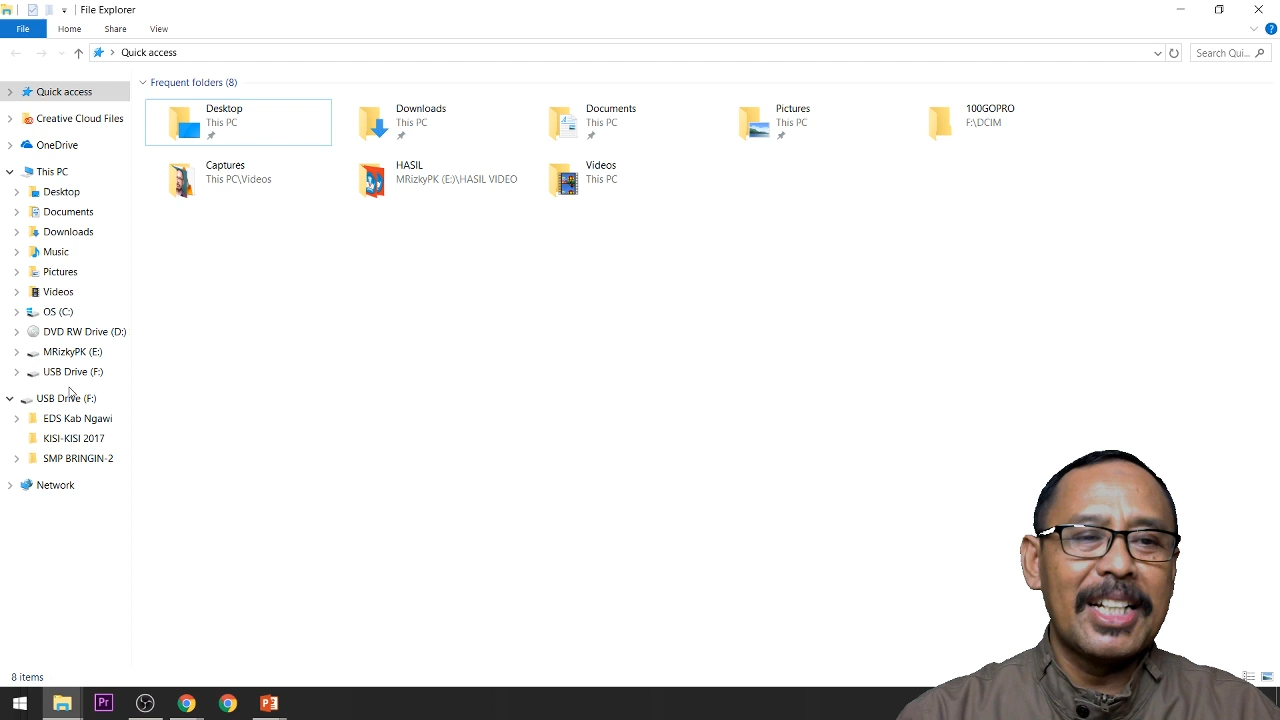 File Explorer
File Home Share View
Quick access Search Qui...
Quick access
Creative Cloud Files
OneDrive
This PC
Desktop
Documents
Downloads
Music
Pictures
Videos
OS (C:)
DVD RW Drive (D:)
MRizkyPK (E:)
USB Drive (F:)
USB Drive (F:)
EDS Kab Ngawi
KISI-KISI 2017
SMP BRINGIN-2
Network
Frequent folders (8)
Desktop
This PC
Downloads
This PC
Documents
This PC
Pictures
This PC
100GOPRO
F:\DCIM
Captures
This PC\Videos
HASIL
MRizkyPK (E:)\HASIL VIDEO
Videos
This PC
8 items
Pr